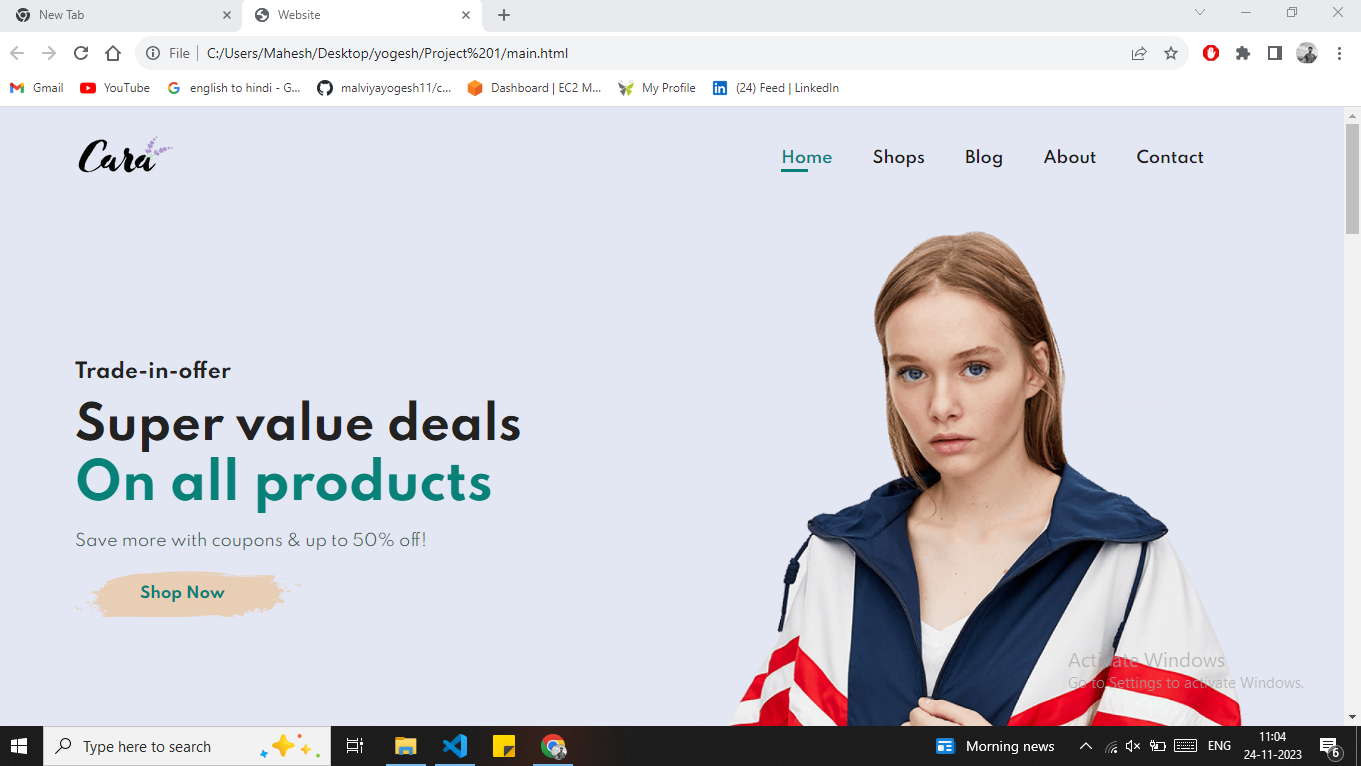 New Tab
Website
File
C:/Users/Mahesh/Desktop/yogesh/Project%201/main.html
Gmail
YouTube
english to hindi - G...
malviyayogesh11/c...
Dashboard | EC2 M...
My Profile
(24) Feed | LinkedIn
Cara
Home
Shops
Blog
About
Contact
Trade-in-offer
Super value deals
On all products
Save more with coupons & up to 50% off!
Shop Now
Activate Windows
Go to Settings to activate Windows.
Type here to search
Morning news
ENG
11:04
24-11-2023
6